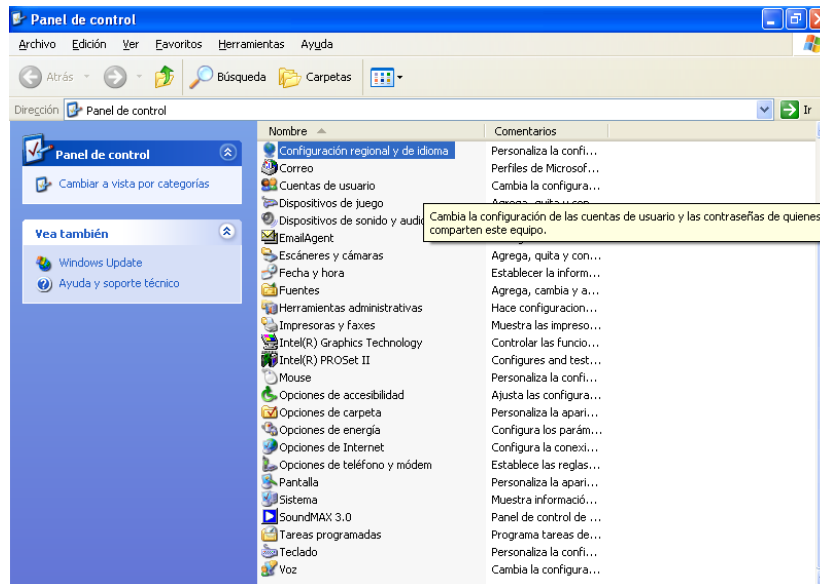 Panel de control
Archivo Edición Ver Favoritos Herramientas Ayuda
Atrás Búsqueda Carpetas
Dirección Panel de control Ir
Panel de control
Cambiar a vista por categorías
Vea también
Windows Update
Ayuda y soporte técnico
Nombre Comentarios
Configuración regional y de idioma Personaliza la confi...
Correo Perfiles de Microsof...
Cuentas de usuario Cambia la configura...
Dispositivos de juego
Dispositivos de sonido y audio
Cambia la configuración de las cuentas de usuario y las contraseñas de quienes
comparten este equipo.
EmailAgent
Escáneres y cámaras Agrega, quita y con...
Fecha y hora Establecer la inform...
Fuentes Agrega, cambia y a...
Herramientas administrativas Hace configuracion...
Impresoras y faxes Muestra las impreso...
Intel(R) Graphics Technology Controlar las funcio...
Intel(R) PROSet II Configures and test...
Mouse Personaliza la confi...
Opciones de accesibilidad Ajusta las configura...
Opciones de carpeta Personaliza la apari...
Opciones de energía Configura los parám...
Opciones de Internet Configura la conexi...
Opciones de teléfono y módem Establece las reglas...
Pantalla Personaliza la apari...
Sistema Muestra informació...
SoundMAX 3.0 Panel de control de ...
Tareas programadas Programa tareas de...
Teclado Personaliza la confi...
Voz Cambia la configura...